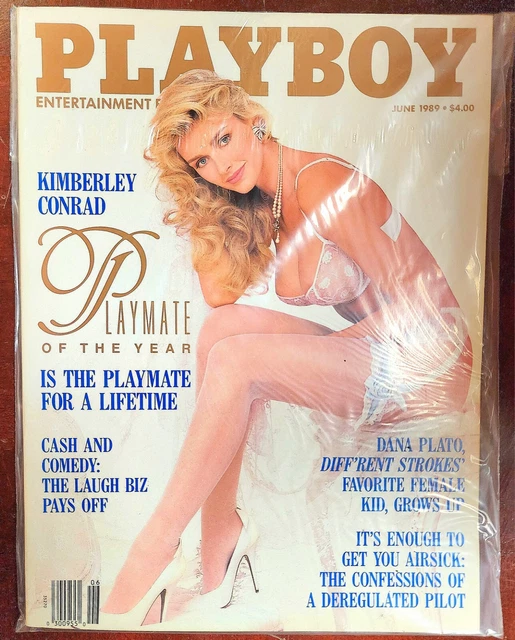 PLAYBOY
ENTERTAINMENT
JUNE 1989 • $4.00
KIMBERLEY
CONRAD
PLAYMATE
OF THE YEAR
IS THE PLAYMATE
FOR A LIFETIME
CASH AND
COMEDY:
THE LAUGH BIZ
PAYS OFF
DANA PLATO,
DIFF'RENT STROKES'
FAVORITE FEMALE
KID, GROWS UP
IT'S ENOUGH TO
GET YOU AIRSICK:
THE CONFESSIONS OF
A DEREGULATED PILOT
06